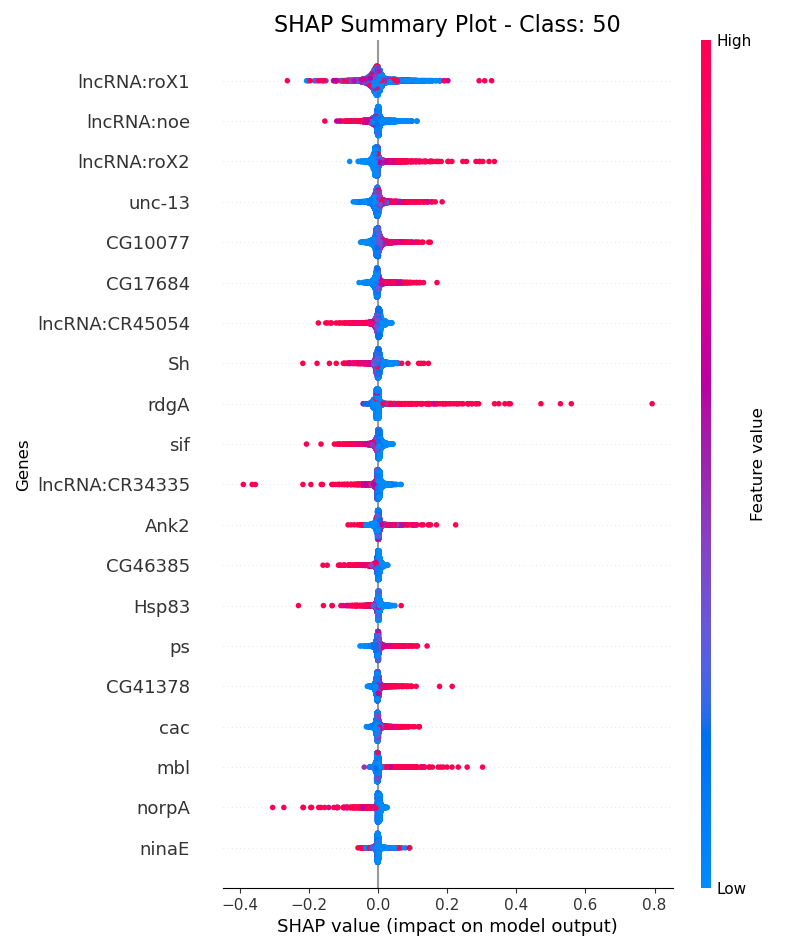 SHAP Summary Plot - Class: 50
High
lncRNA:roX1
lncRNA:noe
lncRNA:roX2
unc-13
CG10077
CG17684
lncRNA:CR45054
Sh
rdgA
sif
lncRNA:CR34335
Ank2
CG46385
Hsp83
ps
CG41378
cac
mbl
norpA
ninaE
Genes
Feature value
Low
−0.4 −0.2 0.0 0.2 0.4 0.6 0.8
SHAP value (impact on model output)